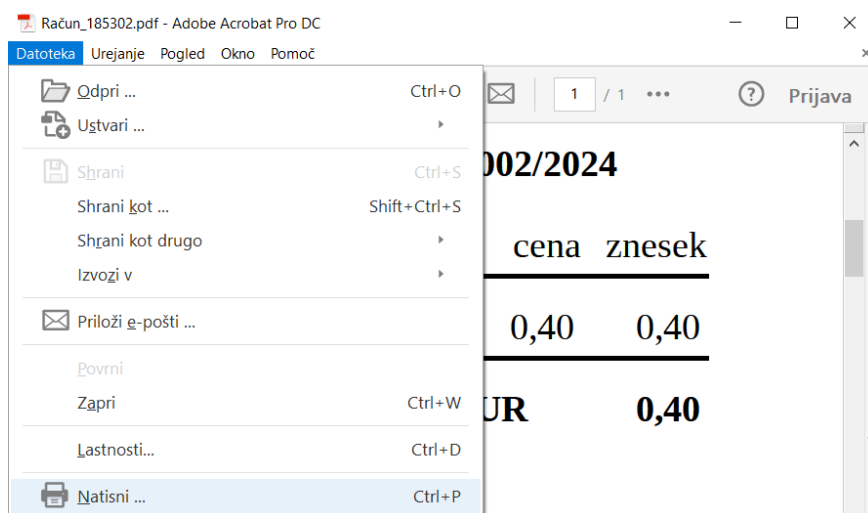 Račun_185302.pdf - Adobe Acrobat Pro DC
Datoteka Urejanje Pogled Okno Pomoč
Odpri ... Ctrl+O
1 / 1 ••• ? Prijava
Ustvari ...
Shrani Ctrl+S
002/2024
Shrani kot ... Shift+Ctrl+S
Shrani kot drugo
cena znesek
Izvozi v
Priloži e-pošti ...
0,40 0,40
Povrni
Zapri Ctrl+W
UR 0,40
Lastnosti... Ctrl+D
Natisni ... Ctrl+P